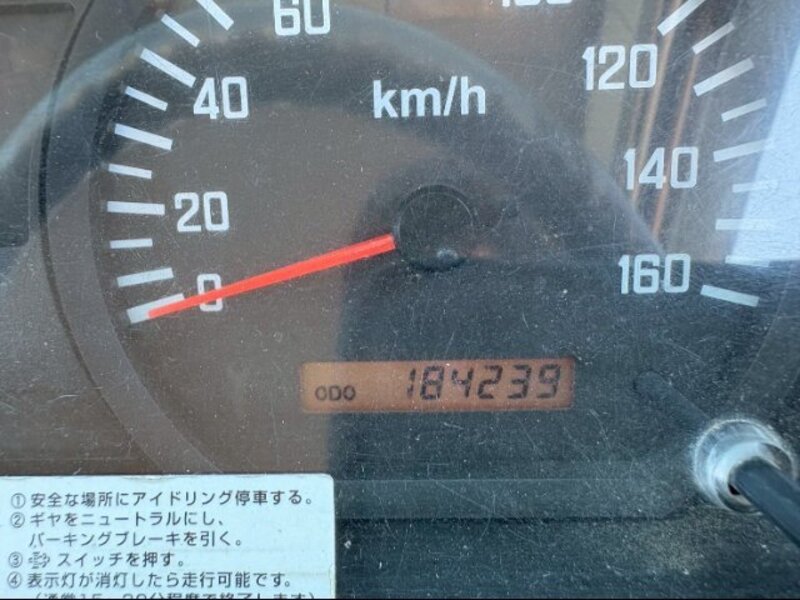 60
120
40
km/h
140
20
160
0
ODO 184239
①安全な場所にアイドリング停車する。
②ギヤをニュートラルにし、
パーキングブレーキを引く。
③スイッチを押す。
④表示灯が消灯したら走行可能です。